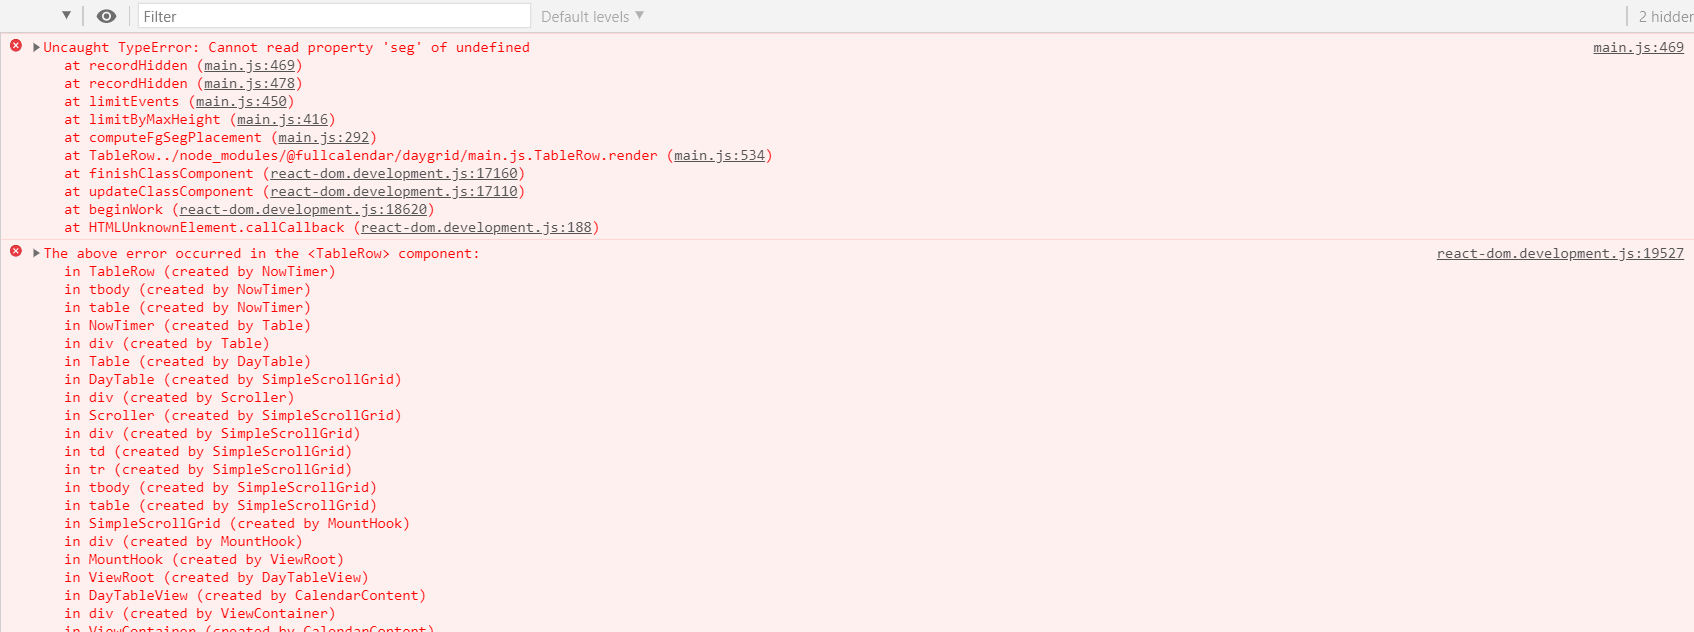 Filter
Default levels
2 hidden
Uncaught TypeError: Cannot read property 'seg' of undefined main.js:469
at recordHidden (main.js:469)
at recordHidden (main.js:478)
at limitEvents (main.js:450)
at limitByMaxHeight (main.js:416)
at computeFgSegPlacement (main.js:292)
at TableRow../node_modules/@fullcalendar/daygrid/main.js.TableRow.render (main.js:534)
at finishClassComponent (react-dom.development.js:17160)
at updateClassComponent (react-dom.development.js:17110)
at beginWork (react-dom.development.js:18620)
at HTMLUnknownElement.callCallback (react-dom.development.js:188)
The above error occurred in the <TableRow> component: react-dom.development.js:19527
in TableRow (created by NowTimer)
in tbody (created by NowTimer)
in table (created by NowTimer)
in NowTimer (created by Table)
in div (created by Table)
in Table (created by DayTable)
in DayTable (created by SimpleScrollGrid)
in div (created by Scroller)
in Scroller (created by SimpleScrollGrid)
in div (created by SimpleScrollGrid)
in td (created by SimpleScrollGrid)
in tr (created by SimpleScrollGrid)
in tbody (created by SimpleScrollGrid)
in table (created by SimpleScrollGrid)
in SimpleScrollGrid (created by MountHook)
in div (created by MountHook)
in MountHook (created by ViewRoot)
in ViewRoot (created by DayTableView)
in DayTableView (created by CalendarContent)
in div (created by ViewContainer)
in ViewContainer (created by CalendarContent)